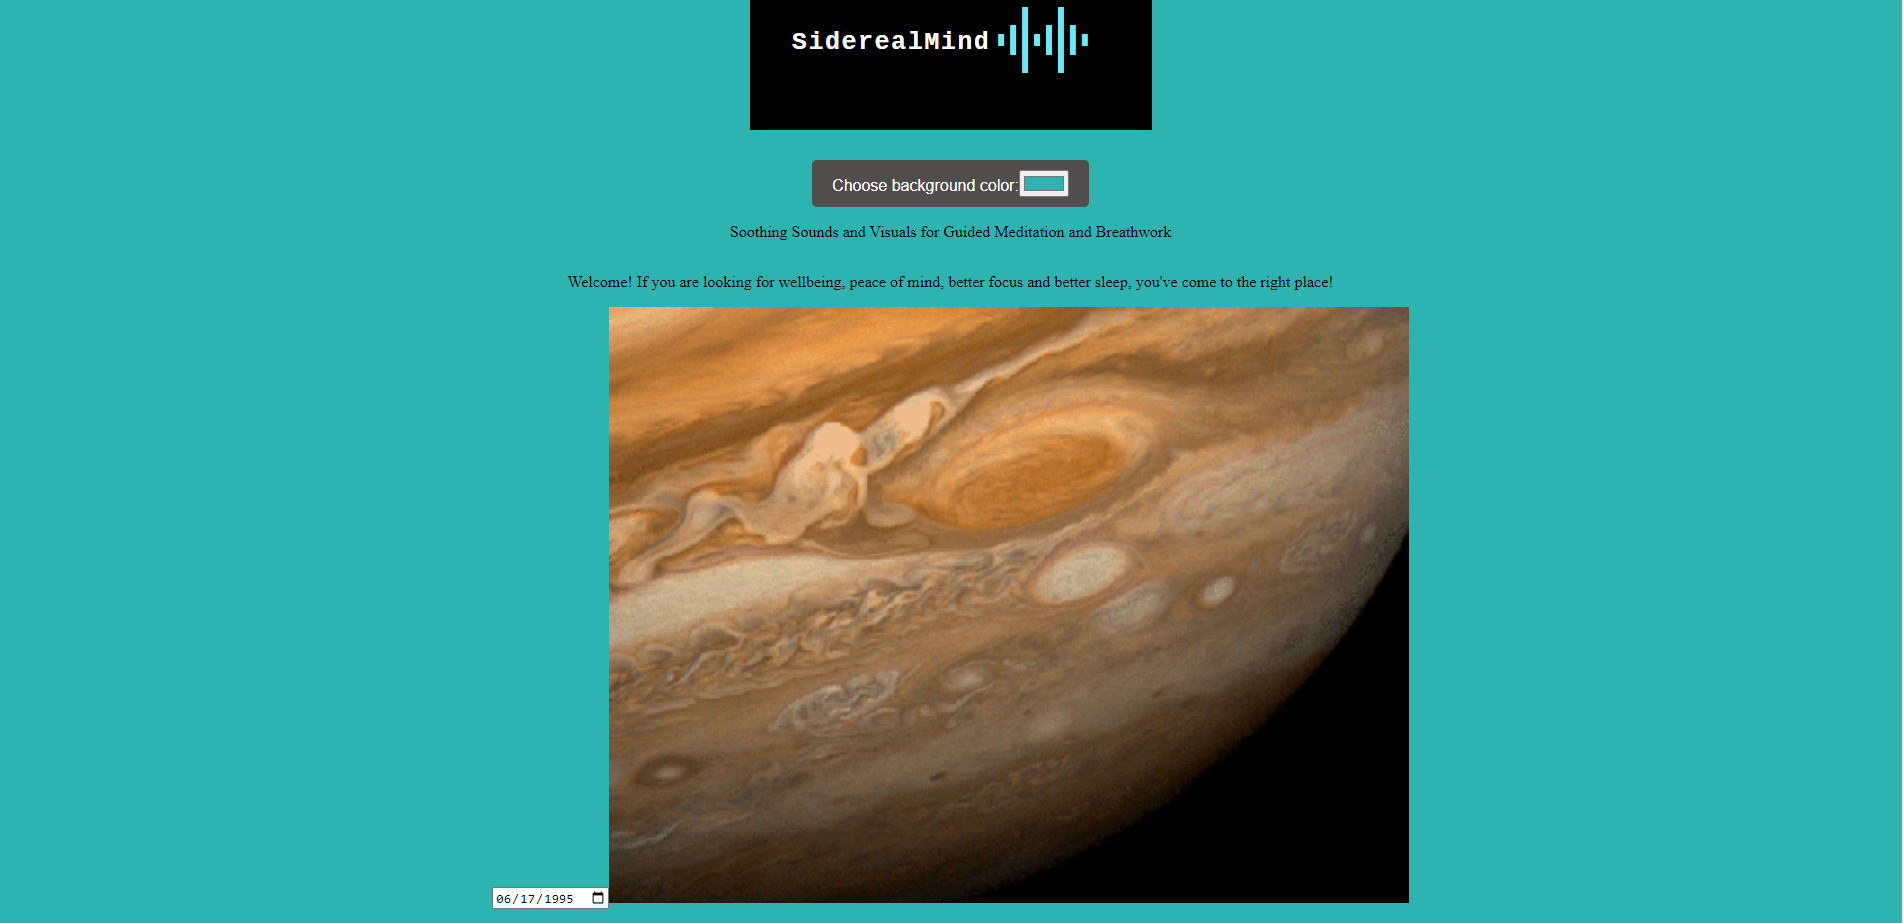 SiderealMind
Choose background color:
Soothing Sounds and Visuals for Guided Meditation and Breathwork
Welcome! If you are looking for wellbeing, peace of mind, better focus and better sleep, you've come to the right place!
06/17/1995